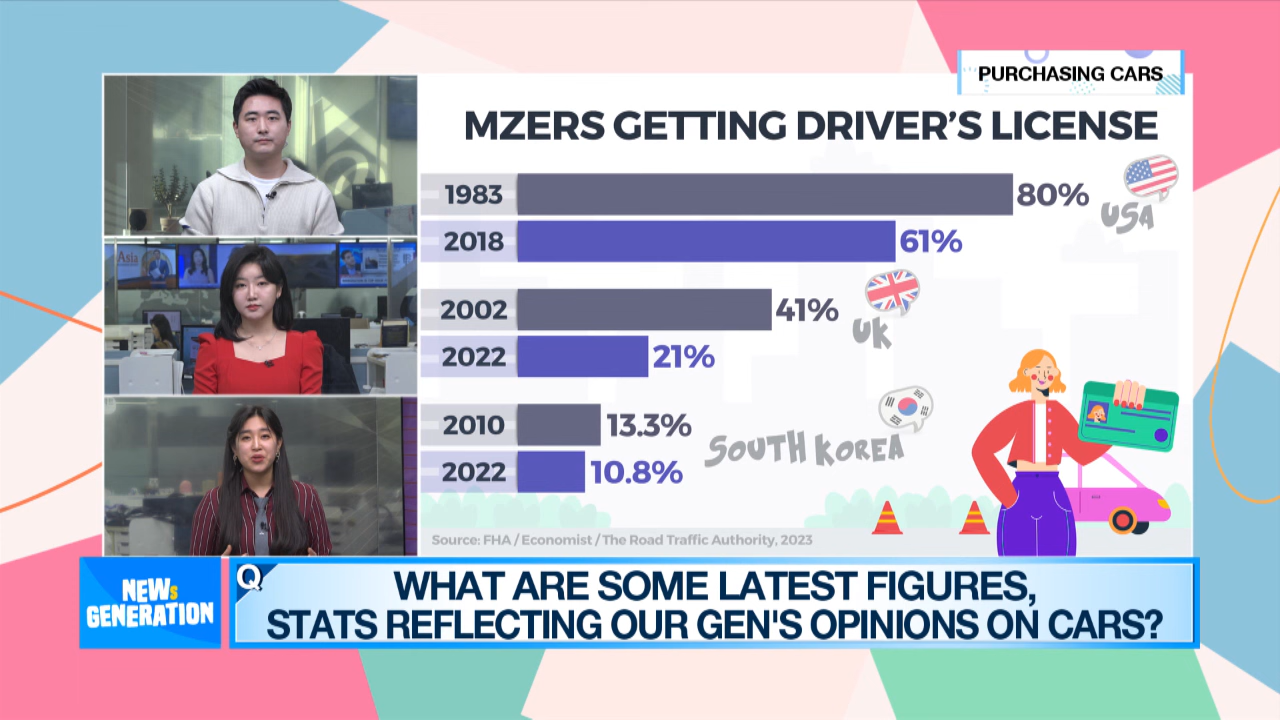 PURCHASING CARS
MZERS GETTING DRIVER'S LICENSE
1983 80%
USA
2018 61%
2002 41%
UK
2022 21%
2010 13.3%
SOUTH KOREA
2022 10.8%
Source: FHA / Economist / The Road Traffic Authority, 2023
Asia
NEWs
GENERATION
Q
WHAT ARE SOME LATEST FIGURES,
STATS REFLECTING OUR GEN'S OPINIONS ON CARS?